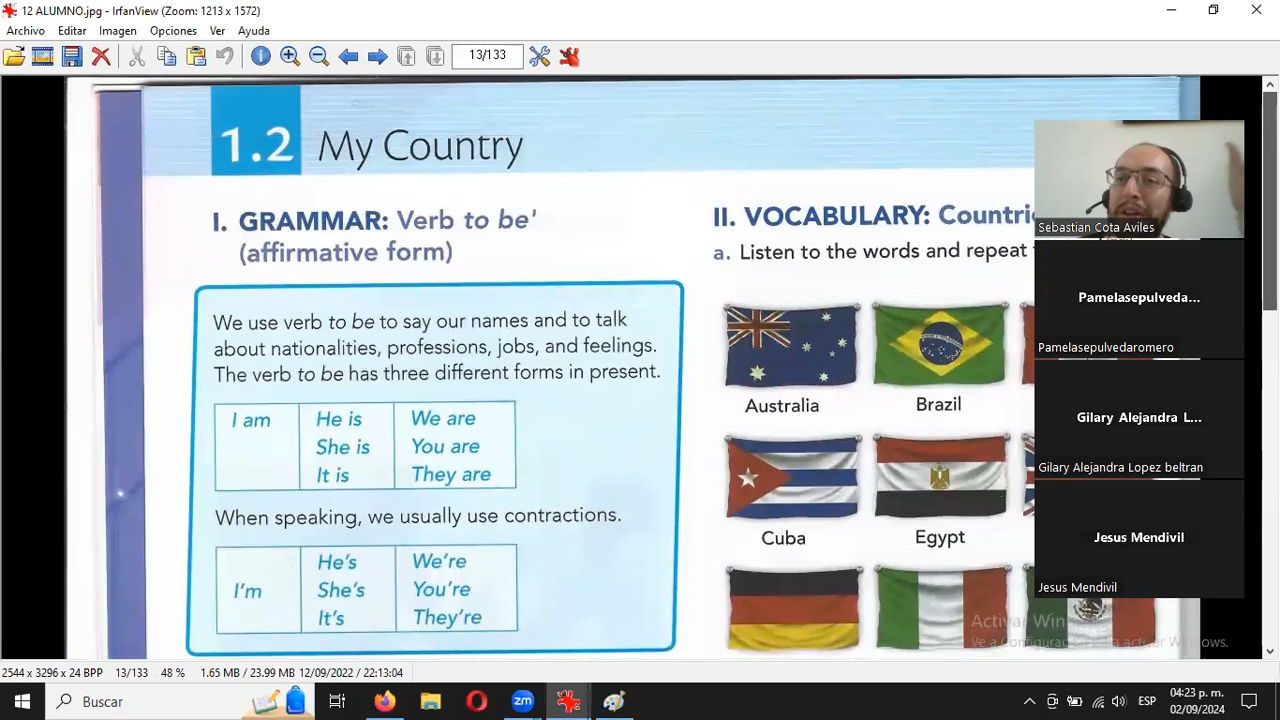 12 ALUMNO.jpg - IrfanView (Zoom: 1213 x 1572)
Archivo Editar Imagen Opciones Ver Ayuda
13/133
1.2 My Country
I. GRAMMAR: Verb to be'
(affirmative form)
We use verb to be to say our names and to talk
about nationalities, professions, jobs, and feelings.
The verb to be has three different forms in present.
I am He is We are
She is You are
It is They are
When speaking, we usually use contractions.
I'm He's We're
She's You're
It's They're
II. VOCABULARY: Countri
a. Listen to the words and repeat
Australia Brazil
Cuba Egypt
Sebastian Cota Aviles
Pamelasepulveda...
Pamelasepulvedaromero
Gilary Alejandra L...
Gilary Alejandra Lopez beltran
Jesus Mendivil
Jesus Mendivil
Activar Win
Ve a Configuración activar Windows.
2544 x 3296 x 24 BPP 13/133 48 % 1.65 MB / 23.99 MB 12/09/2022 / 22:13:04
Buscar
zm
ESP
04:23 p. m.
02/09/2024